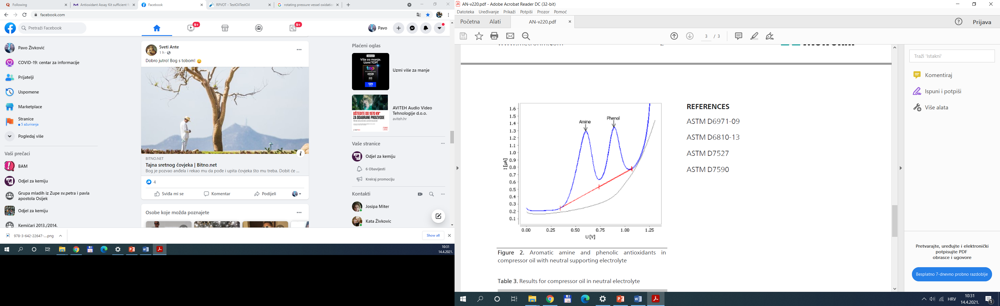 Following
Antioxidant Assay Kit sufficient fo
Facebook
RPVOT - TestOilTestOil
rotating pressure vessel oxidatio
facebook.com
Pretraži Facebook
9+
9+
Pavo
Pavo Živković
COVID-19: centar za informacije
Prijatelji
Uspomene
Marketplace
Stranice
5 ažuriranja
Pogledaj više
Vaši prečaci
BAM
Odjel za kemiju
Grupa mladih iz Zupe sv.petra i pavla
apostola Osijek
Odjel za kemiju
Kemičari 2013./2014.
Sveti Ante
1 h ·
Dobro jutro! Bog s tobom!
BITNO.NET
Tajna sretnog čovjeka | Bitno.net
Bog je pozvao anđela i rekao mu da pođe i upita čovjeka što mu treba. Dobit će ...
4
Sviđa mi se
Komentar
Podijeli
Osobe koje možda poznajete
Plaćeni oglas
Više za manje.
Uzmi TOP!
top
20GB
129
Uzmi više za manje
UŠTEDITE DO 1970 KN*
ZA ODABRANE PROIZVODE
AVITEH Audio Video
Tehnologije d.o.o.
aviteh.hr
Vaše stranice
Odjel za kemiju
6 Obavijesti
Kreiraj promociju
Kontakti
Josipa Miter
Kata Živkovic
978-3-642-22647-....png
Show all
10:31
14.4.2021.
AN-v220.pdf - Adobe Acrobat Reader DC (32-bit)
Datoteka Uređivanje Prikaži Potpiši Prozor Pomoć
Početna
Alati
AN-v220.pdf
Prijava
3 / 3
www.metrohm.com
2
Metrohm
1.6
1.5
1.4
1.3
1.2
1.1
1.0
0.9
0.8
0.7
0.6
0.5
0.4
0.3
0.2
0.1
I [µA]
Amine
Phenol
0.00 0.25 0.50 0.75 1.00 1.25
U [V]
Figure 2. Aromatic amine and phenolic antioxidants in
compressor oil with neutral supporting electrolyte
Table 3. Results for compressor oil in neutral electrolyte
REFERENCES
ASTM D6971-09
ASTM D6810-13
ASTM D7527
ASTM D7590
Traži 'Istakni'
Komentiraj
Ispuni i potpiši
Više alata
Pretvarajte, uređujte i elektronički
potpisujte PDF
obrasce i ugovore
Besplatno 7-dnevno probno razdoblje
HRV
10:31
14.4.2021.
1